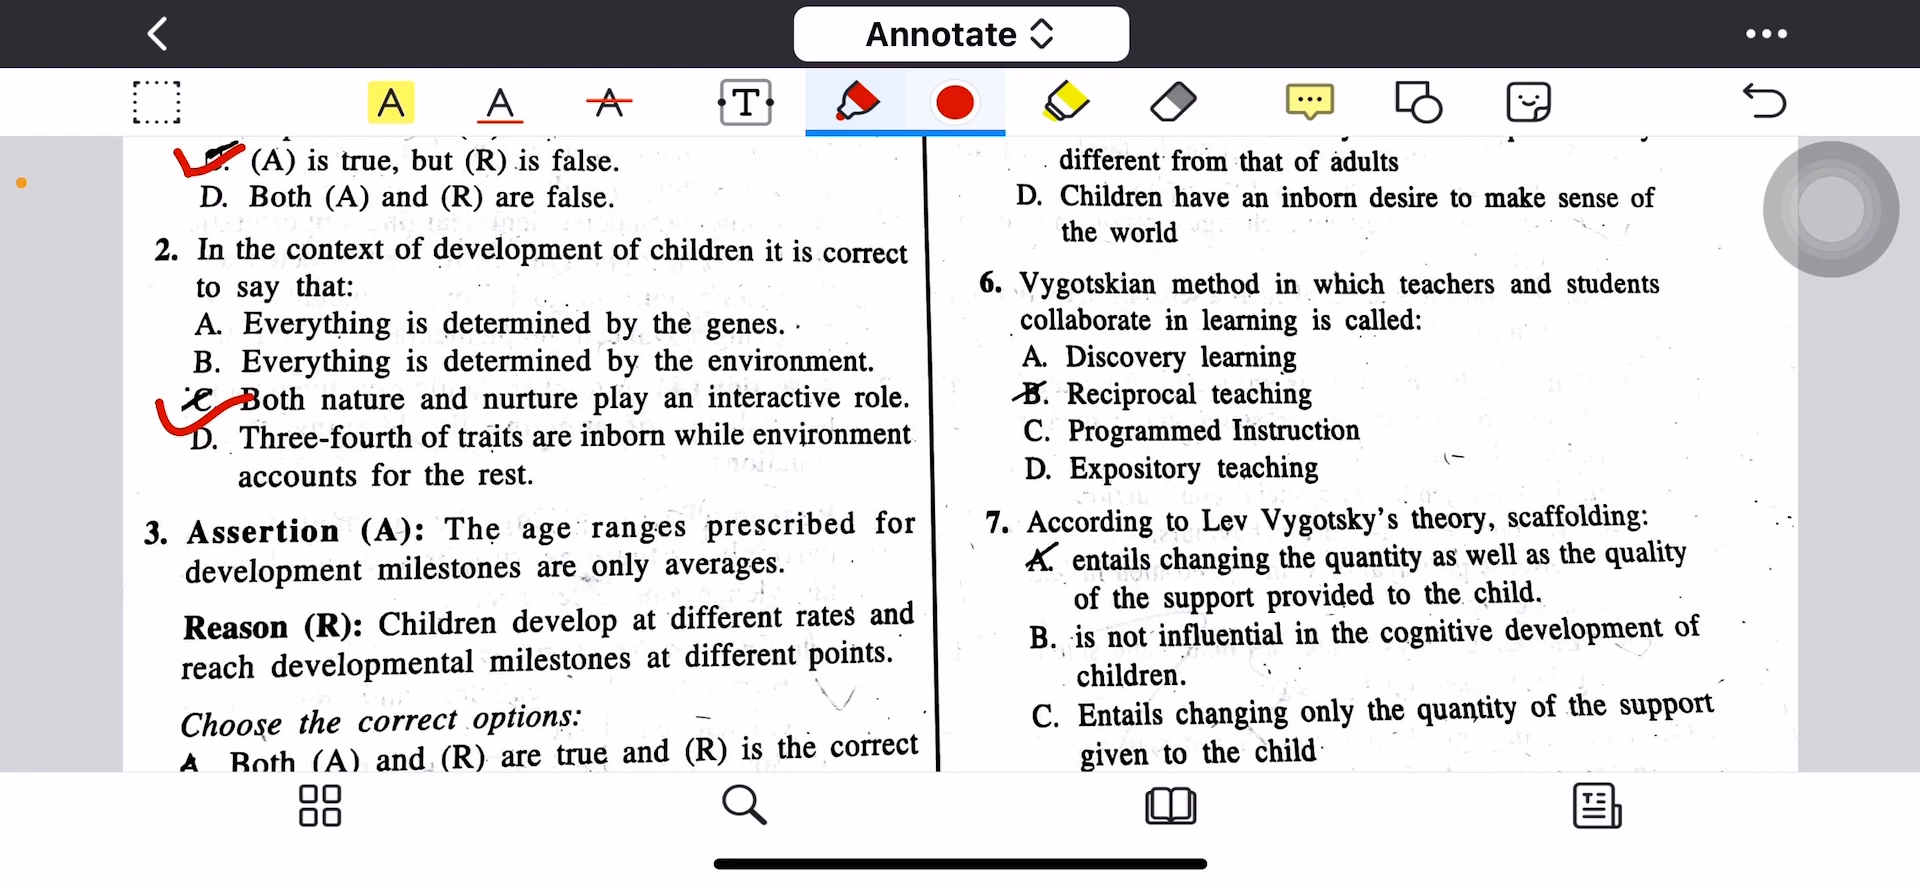 Annotate
A A A T
(A) is true, but (R) is false.
D. Both (A) and (R) are false.
2. In the context of development of children it is correct
to say that:
A. Everything is determined by the genes.
B. Everything is determined by the environment.
C Both nature and nurture play an interactive role.
D. Three-fourth of traits are inborn while environment
accounts for the rest.
3. Assertion (A): The age ranges prescribed for
development milestones are only averages.
Reason (R): Children develop at different rates and
reach developmental milestones at different points.
Choose the correct options:
A Both (A) and (R) are true and (R) is the correct
different from that of adults
D. Children have an inborn desire to make sense of
the world
6. Vygotskian method in which teachers and students
collaborate in learning is called:
A. Discovery learning
B. Reciprocal teaching
C. Programmed Instruction
D. Expository teaching
7. According to Lev Vygotsky's theory, scaffolding:
A. entails changing the quantity as well as the quality
of the support provided to the child.
B. is not influential in the cognitive development of
children.
C. Entails changing only the quantity of the support
given to the child